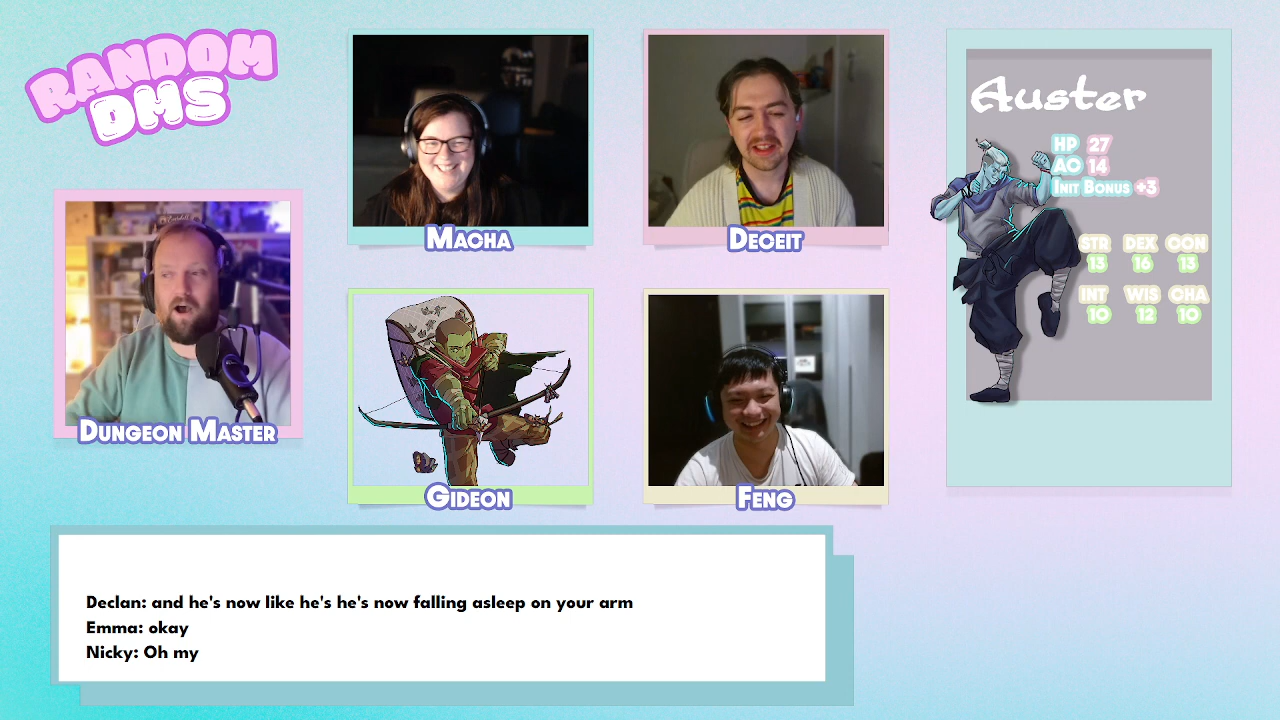 RANDOM
DMS
MACHA
DECEIT
DUNGEON MASTER
GIDEON
FENG
Auster
HP 27
AC 14
INIT BONUS +3
STR DEX CON
13 16 13
INT WIS CHA
10 12 10
Declan: and he's now like he's he's now falling asleep on your arm
Emma: okay
Nicky: Oh my